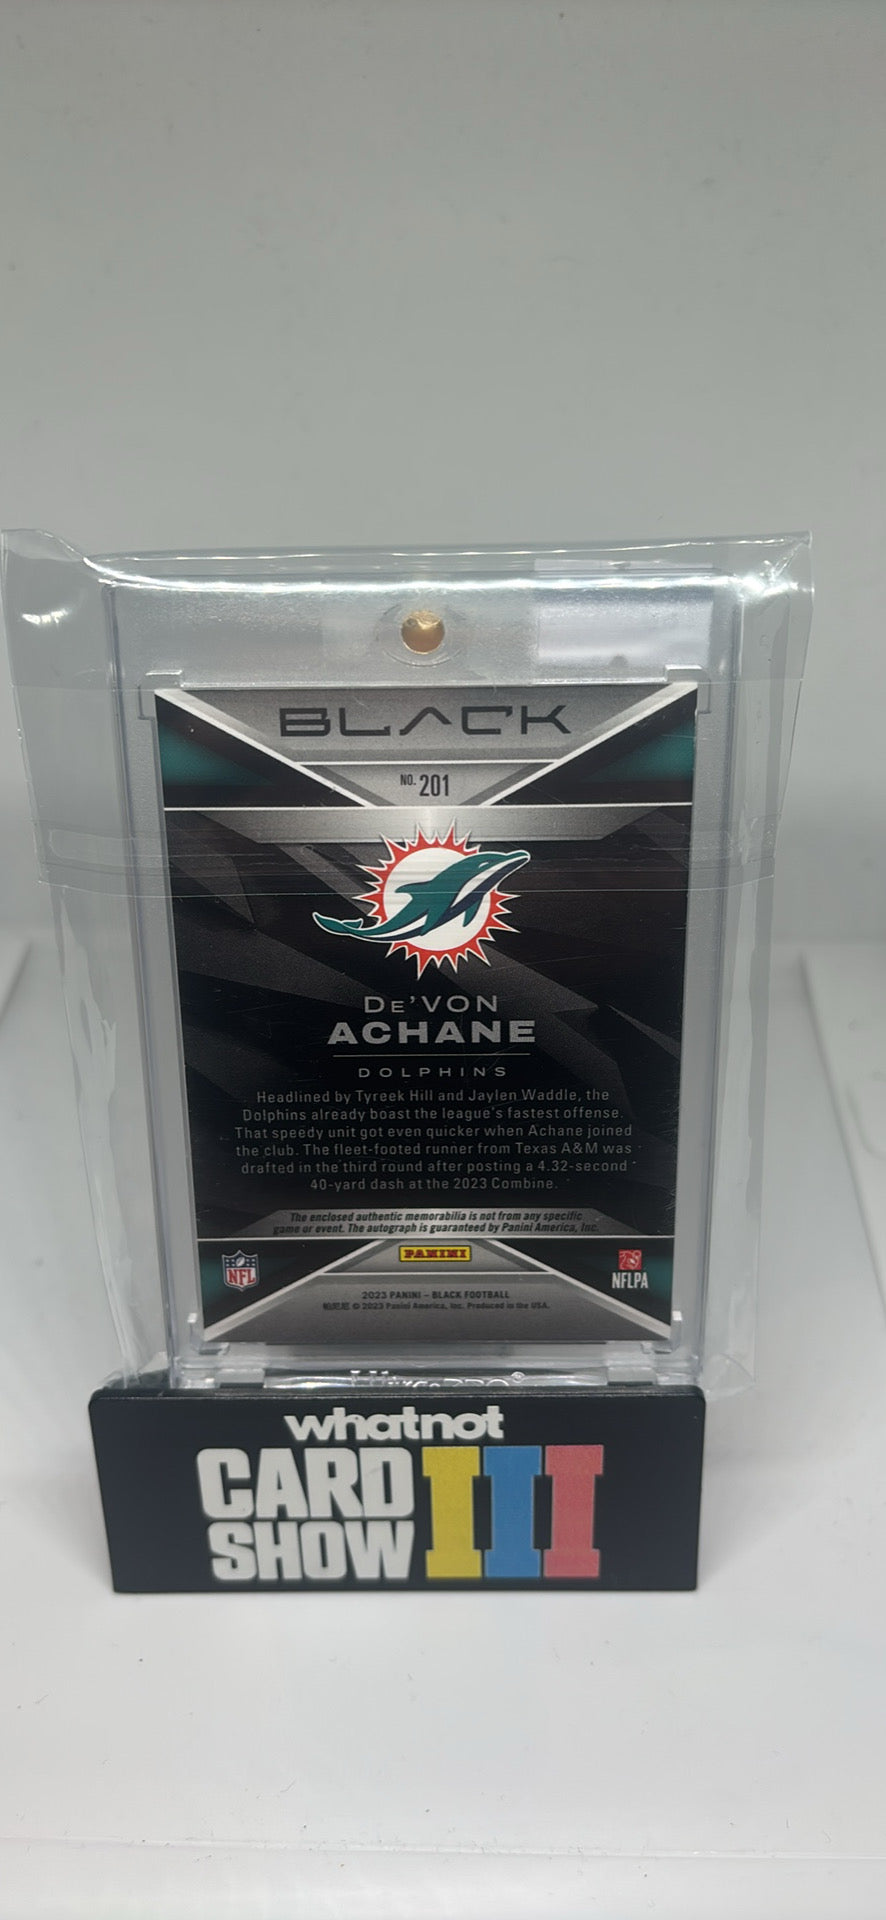 BLACK
NO. 201
DE'VON
ACHANE
DOLPHINS
Headlined by Tyreek Hill and Jaylen Waddle, the
Dolphins already boast the league's fastest offense.
That speedy unit got even quicker when Achane joined
the club. The fleet-footed runner from Texas A&M was
drafted in the third round after posting a 4.32-second
40-yard dash at the 2023 Combine.
The enclosed authentic memorabilia is not from any specific
game or event. The autograph is guaranteed by Panini America, Inc.
NFL
PANINI
NFLPA
2023 PANINI – BLACK FOOTBALL
帕尼尼 © 2023 Panini America, Inc. Produced in the USA.
whatnot
CARD
SHOW
III